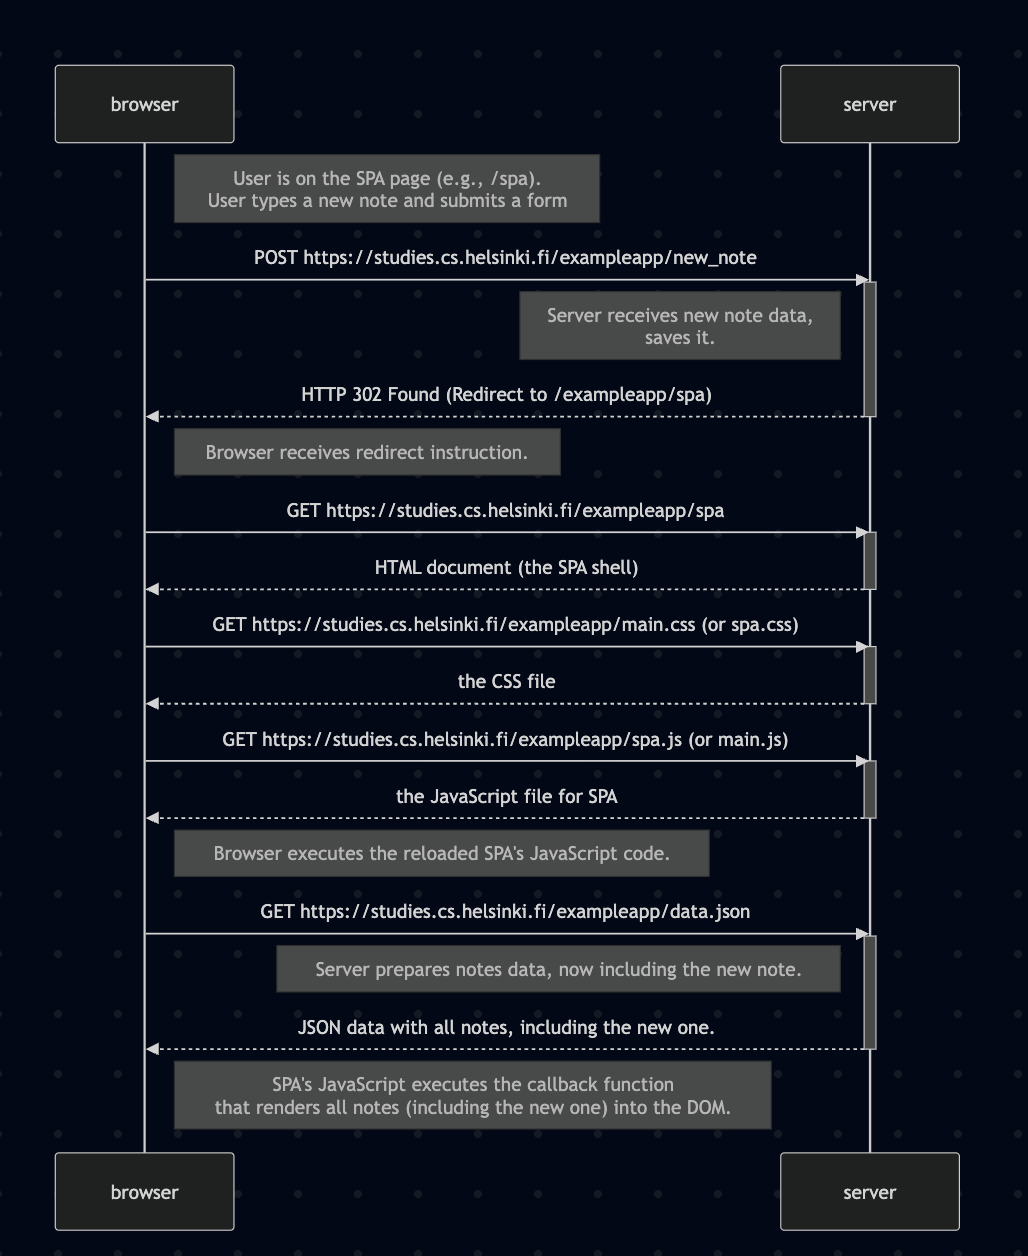 browser
server
User is on the SPA page (e.g., /spa).
User types a new note and submits a form
POST https://studies.cs.helsinki.fi/exampleapp/new_note
Server receives new note data,
saves it.
HTTP 302 Found (Redirect to /exampleapp/spa)
Browser receives redirect instruction.
GET https://studies.cs.helsinki.fi/exampleapp/spa
HTML document (the SPA shell)
GET https://studies.cs.helsinki.fi/exampleapp/main.css (or spa.css)
the CSS file
GET https://studies.cs.helsinki.fi/exampleapp/spa.js (or main.js)
the JavaScript file for SPA
Browser executes the reloaded SPA's JavaScript code.
GET https://studies.cs.helsinki.fi/exampleapp/data.json
Server prepares notes data, now including the new note.
JSON data with all notes, including the new one.
SPA's JavaScript executes the callback function
that renders all notes (including the new one) into the DOM.
browser
server